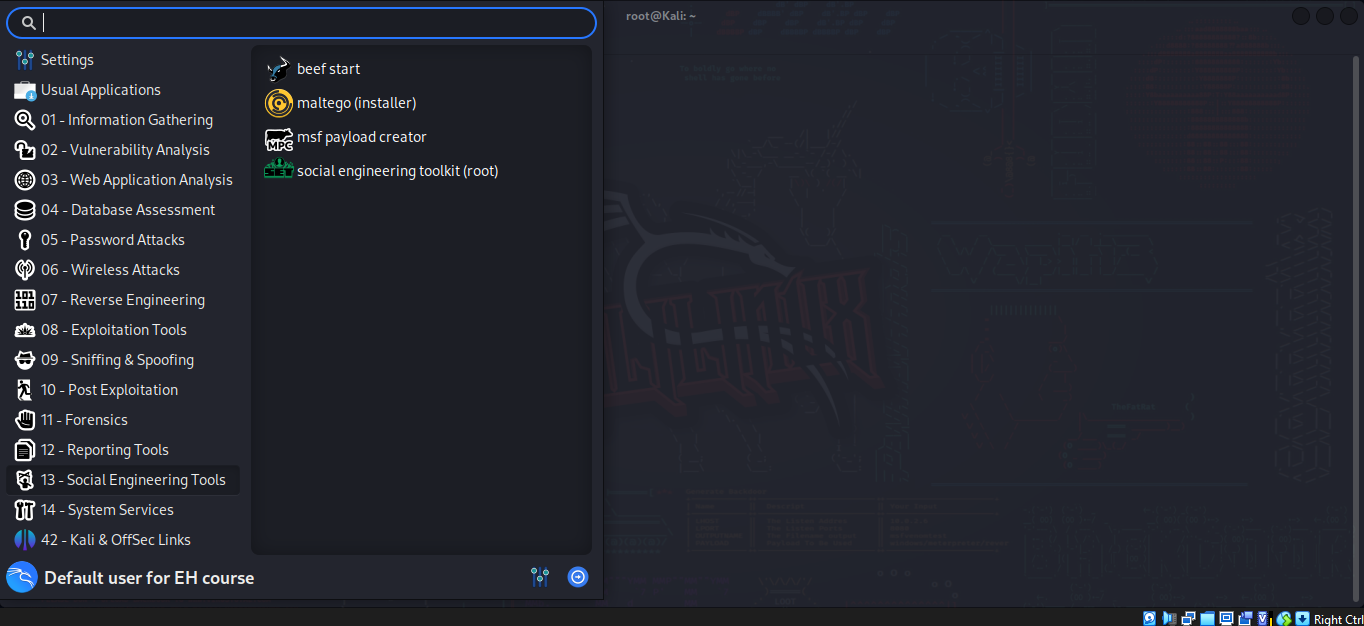 root@Kali: ~
Settings
Usual Applications
01 - Information Gathering
02 - Vulnerability Analysis
03 - Web Application Analysis
04 - Database Assessment
05 - Password Attacks
06 - Wireless Attacks
07 - Reverse Engineering
08 - Exploitation Tools
09 - Sniffing & Spoofing
10 - Post Exploitation
11 - Forensics
12 - Reporting Tools
13 - Social Engineering Tools
14 - System Services
42 - Kali & OffSec Links
beef start
maltego (installer)
MPC
msf payload creator
SET
social engineering toolkit (root)
Default user for EH course
Right Ctrl